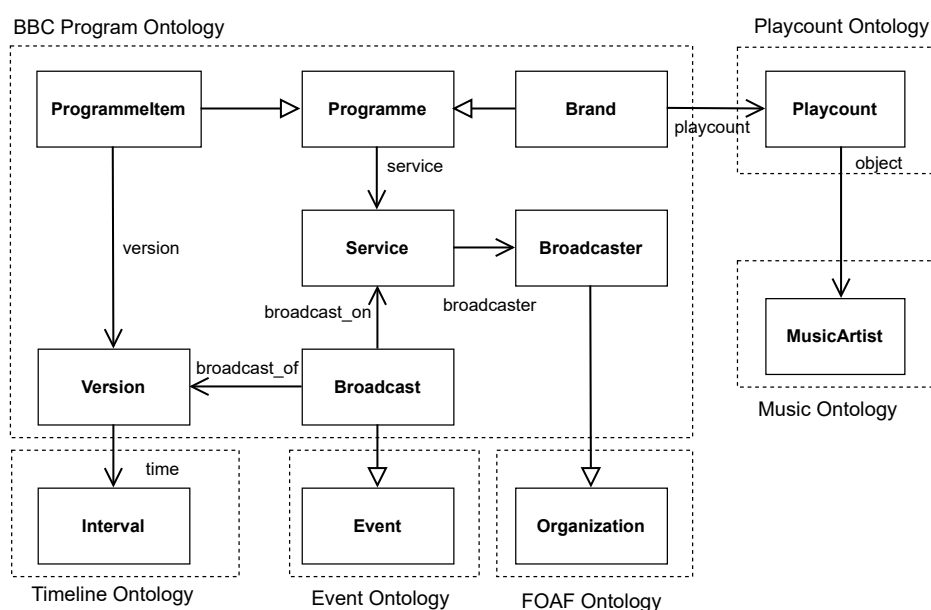 BBC Program Ontology
Playcount Ontology
ProgrammeItem
Programme
Brand
playcount
Playcount
service
object
version
Service
Broadcaster
broadcast_on
broadcaster
MusicArtist
Version
broadcast_of
Broadcast
Music Ontology
time
Interval
Event
Organization
Timeline Ontology
Event Ontology
FOAF Ontology